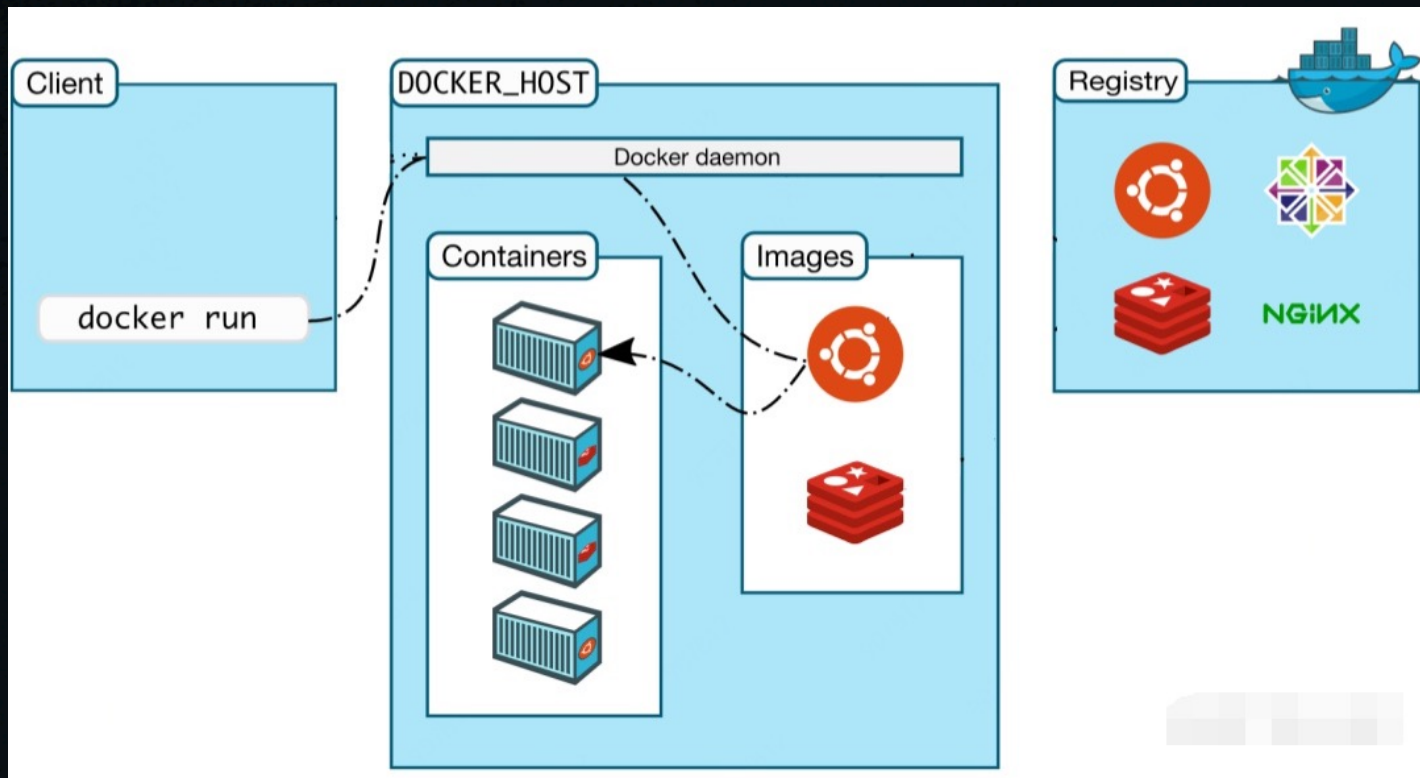 Client
DOCKER_HOST
Registry
Docker daemon
Containers
Images
docker run
NGiNX